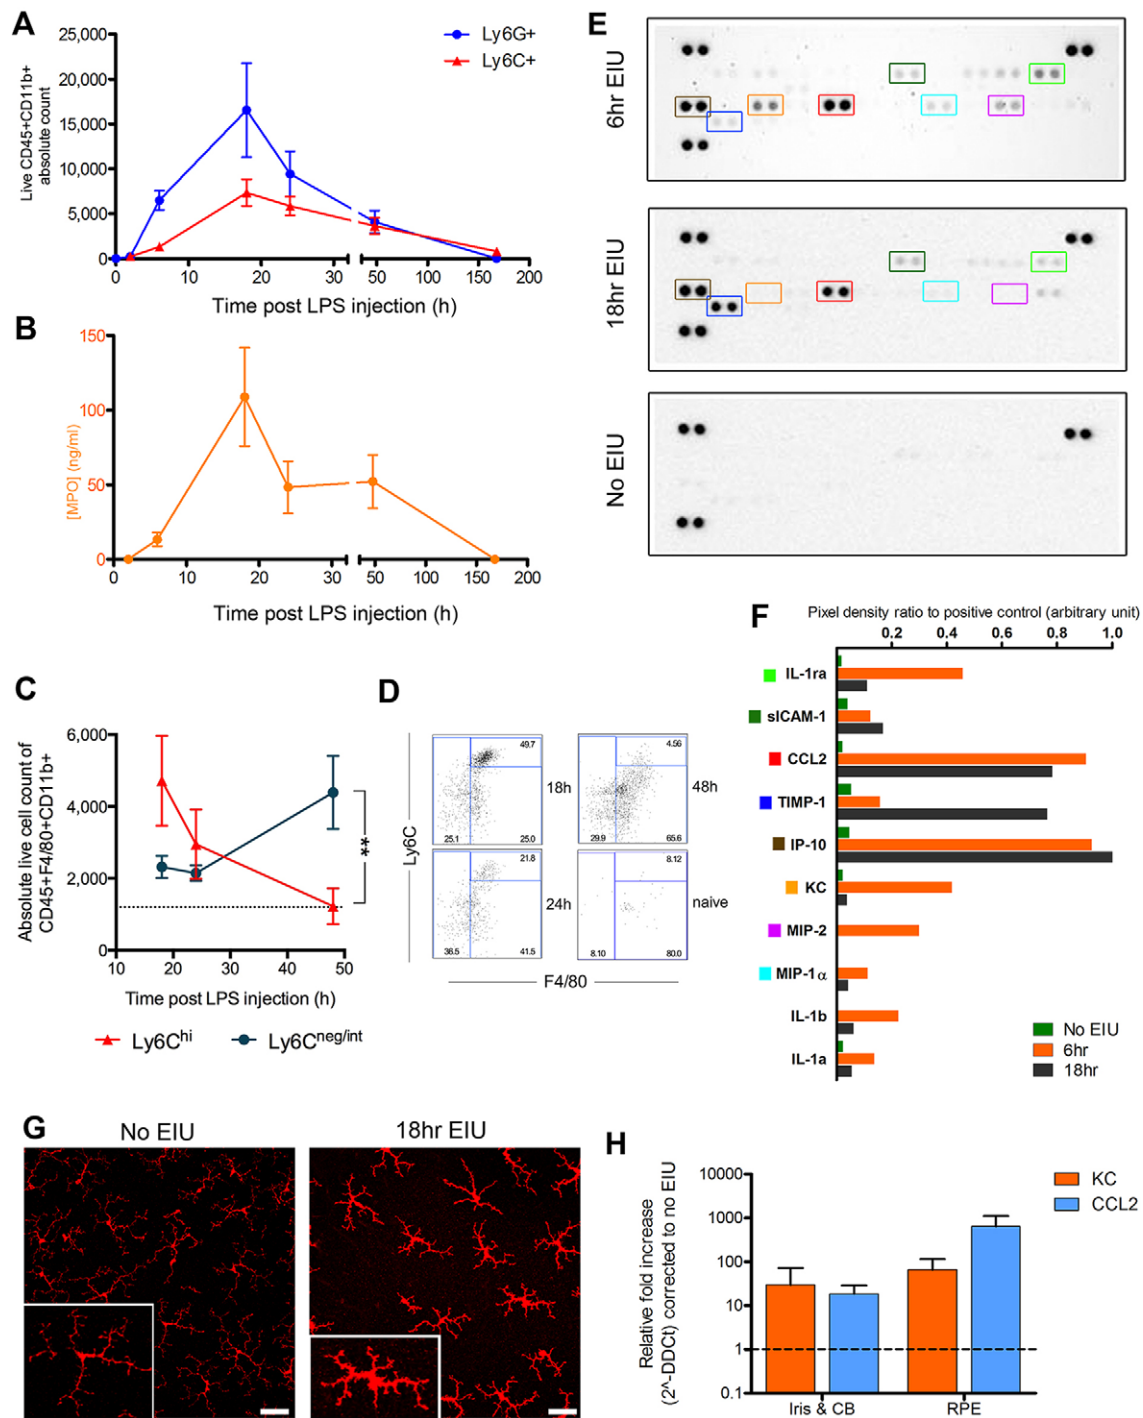 A
Live CD45+CD11b+
absolute count
25,000
20,000
15,000
10,000
5,000
0
0 10 20 30 50 100 150 200
Time post LPS injection (h)
Ly6G+
Ly6C+
B
[MPO] (ng/ml)
150
100
50
0
0 10 20 30 50 100 150 200
Time post LPS injection (h)
C
Absolute live cell count of
CD45+F4/80+CD11b+
6,000
4,000
2,000
0
10 20 30 40 50
**
Time post LPS injection (h)
Ly6Chi
Ly6Cneg/int
D
Ly6C
49.7
25.1 25.0
18h
4.56
29.9 65.6
48h
21.8
36.5 41.5
24h
8.12
8.10 80.0
naive
F4/80
E
6hr EIU
18hr EIU
No EIU
F
Pixel density ratio to positive control (arbitrary unit)
0.2 0.4 0.6 0.8 1.0
IL-1ra
sICAM-1
CCL2
TIMP-1
IP-10
KC
MIP-2
MIP-1α
IL-1b
IL-1a
No EIU
6hr
18hr
G
No EIU
18hr EIU
H
Relative fold increase
(2^-DDCt) corrected to no EIU
10000
1000
100
10
1
0.1
Iris & CB RPE
KC
CCL2